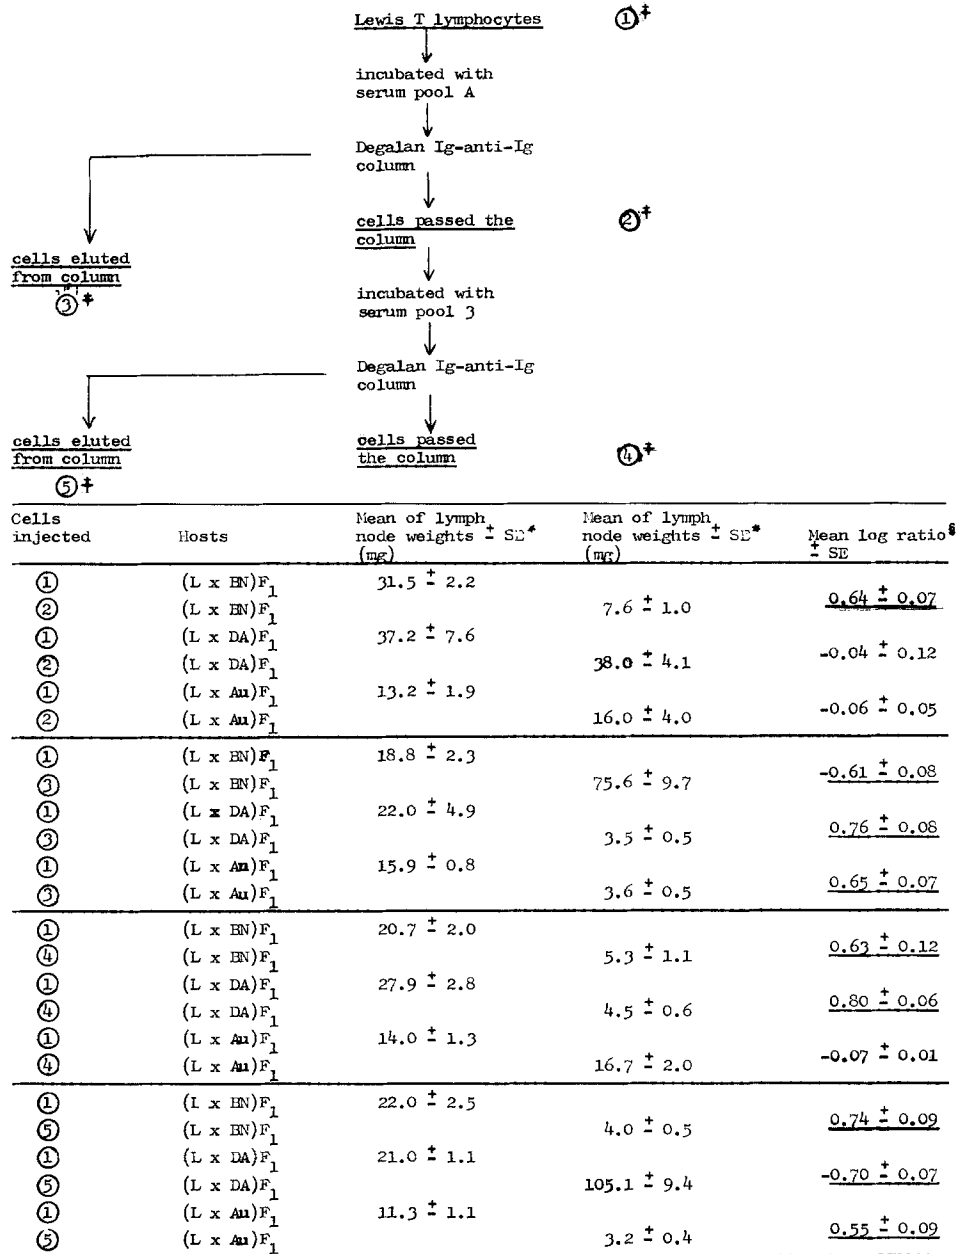 Lewis T lymphocytes ①‡
incubated with
serum pool A
Degalan Ig-anti-Ig
column
cells passed the ②‡
column
cells eluted
from column
③‡
incubated with
serum pool 3
Degalan Ig-anti-Ig
column
cells eluted
from column
⑤‡
cells passed
the column ④‡
Cells injected Hosts Mean of lymph node weights ± SE* (mg) Mean of lymph node weights ± SE* (mg) Mean log ratio§ ± SE
① (L x BN)F1 31.5 ± 2.2
0.64 ± 0.07
② (L x BN)F1 7.6 ± 1.0
① (L x DA)F1 37.2 ± 7.6
-0.04 ± 0.12
② (L x DA)F1 38.0 ± 4.1
① (L x Au)F1 13.2 ± 1.9
-0.06 ± 0.05
② (L x Au)F1 16.0 ± 4.0
① (L x BN)F1 18.8 ± 2.3
-0.61 ± 0.08
③ (L x BN)F1 75.6 ± 9.7
① (L x DA)F1 22.0 ± 4.9
0.76 ± 0.08
③ (L x DA)F1 3.5 ± 0.5
① (L x Au)F1 15.9 ± 0.8
0.65 ± 0.07
③ (L x Au)F1 3.6 ± 0.5
① (L x BN)F1 20.7 ± 2.0
0.63 ± 0.12
④ (L x BN)F1 5.3 ± 1.1
① (L x DA)F1 27.9 ± 2.8
0.80 ± 0.06
④ (L x DA)F1 4.5 ± 0.6
① (L x Au)F1 14.0 ± 1.3
-0.07 ± 0.01
④ (L x Au)F1 16.7 ± 2.0
① (L x BN)F1 22.0 ± 2.5
0.74 ± 0.09
⑤ (L x BN)F1 4.0 ± 0.5
① (L x DA)F1 21.0 ± 1.1
-0.70 ± 0.07
⑤ (L x DA)F1 105.1 ± 9.4
① (L x Au)F1 11.3 ± 1.1
0.55 ± 0.09
⑤ (L x Au)F1 3.2 ± 0.4